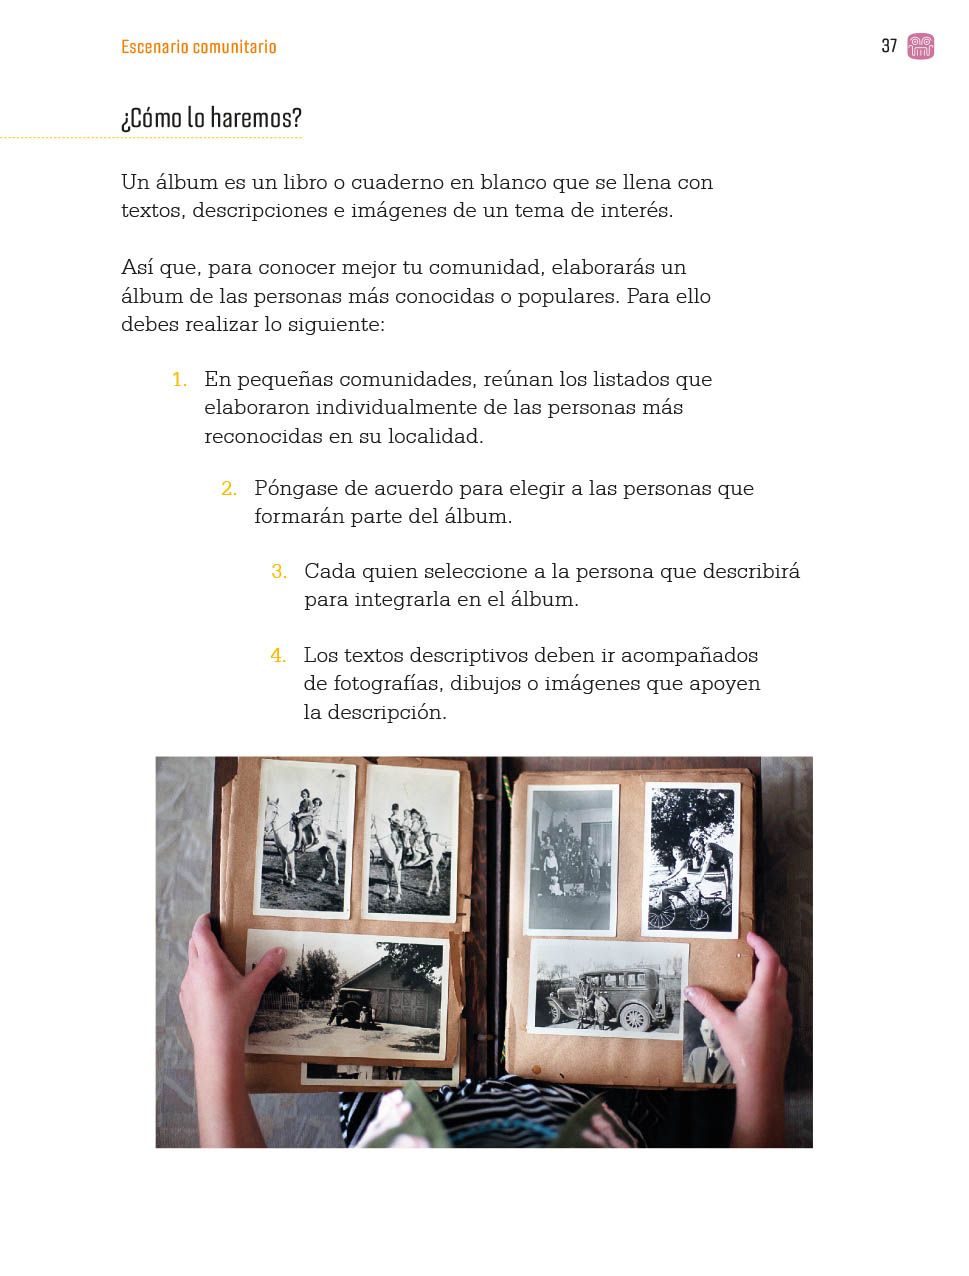 Escenario comunitario
37
¿Cómo lo haremos?
Un álbum es un libro o cuaderno en blanco que se llena con
textos, descripciones e imágenes de un tema de interés.
Así que, para conocer mejor tu comunidad, elaborarás un
álbum de las personas más conocidas o populares. Para ello
debes realizar lo siguiente:
1. En pequeñas comunidades, reúnan los listados que
elaboraron individualmente de las personas más
reconocidas en su localidad.
2. Póngase de acuerdo para elegir a las personas que
formarán parte del álbum.
3. Cada quien seleccione a la persona que describirá
para integrarla en el álbum.
4. Los textos descriptivos deben ir acompañados
de fotografías, dibujos o imágenes que apoyen
la descripción.